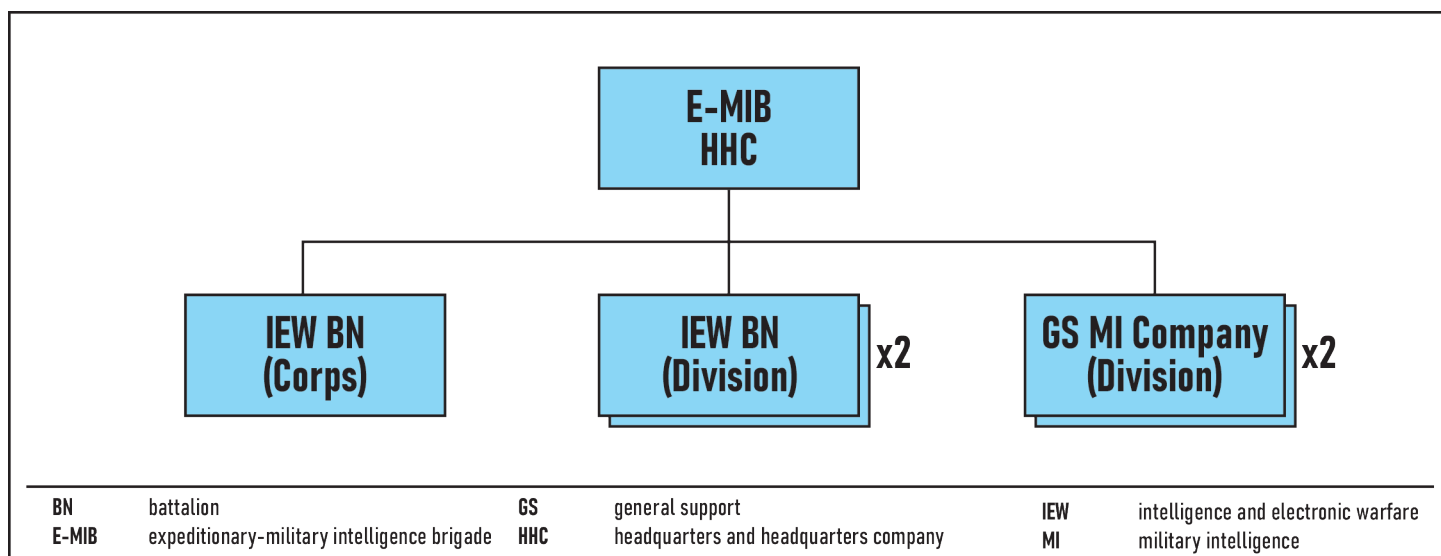 E-MIB
HHC
IEW BN
(Corps)
IEW BN
(Division)
x2
GS MI Company
(Division)
x2
BN battalion
E-MIB expeditionary-military intelligence brigade
GS general support
HHC headquarters and headquarters company
IEW intelligence and electronic warfare
MI military intelligence